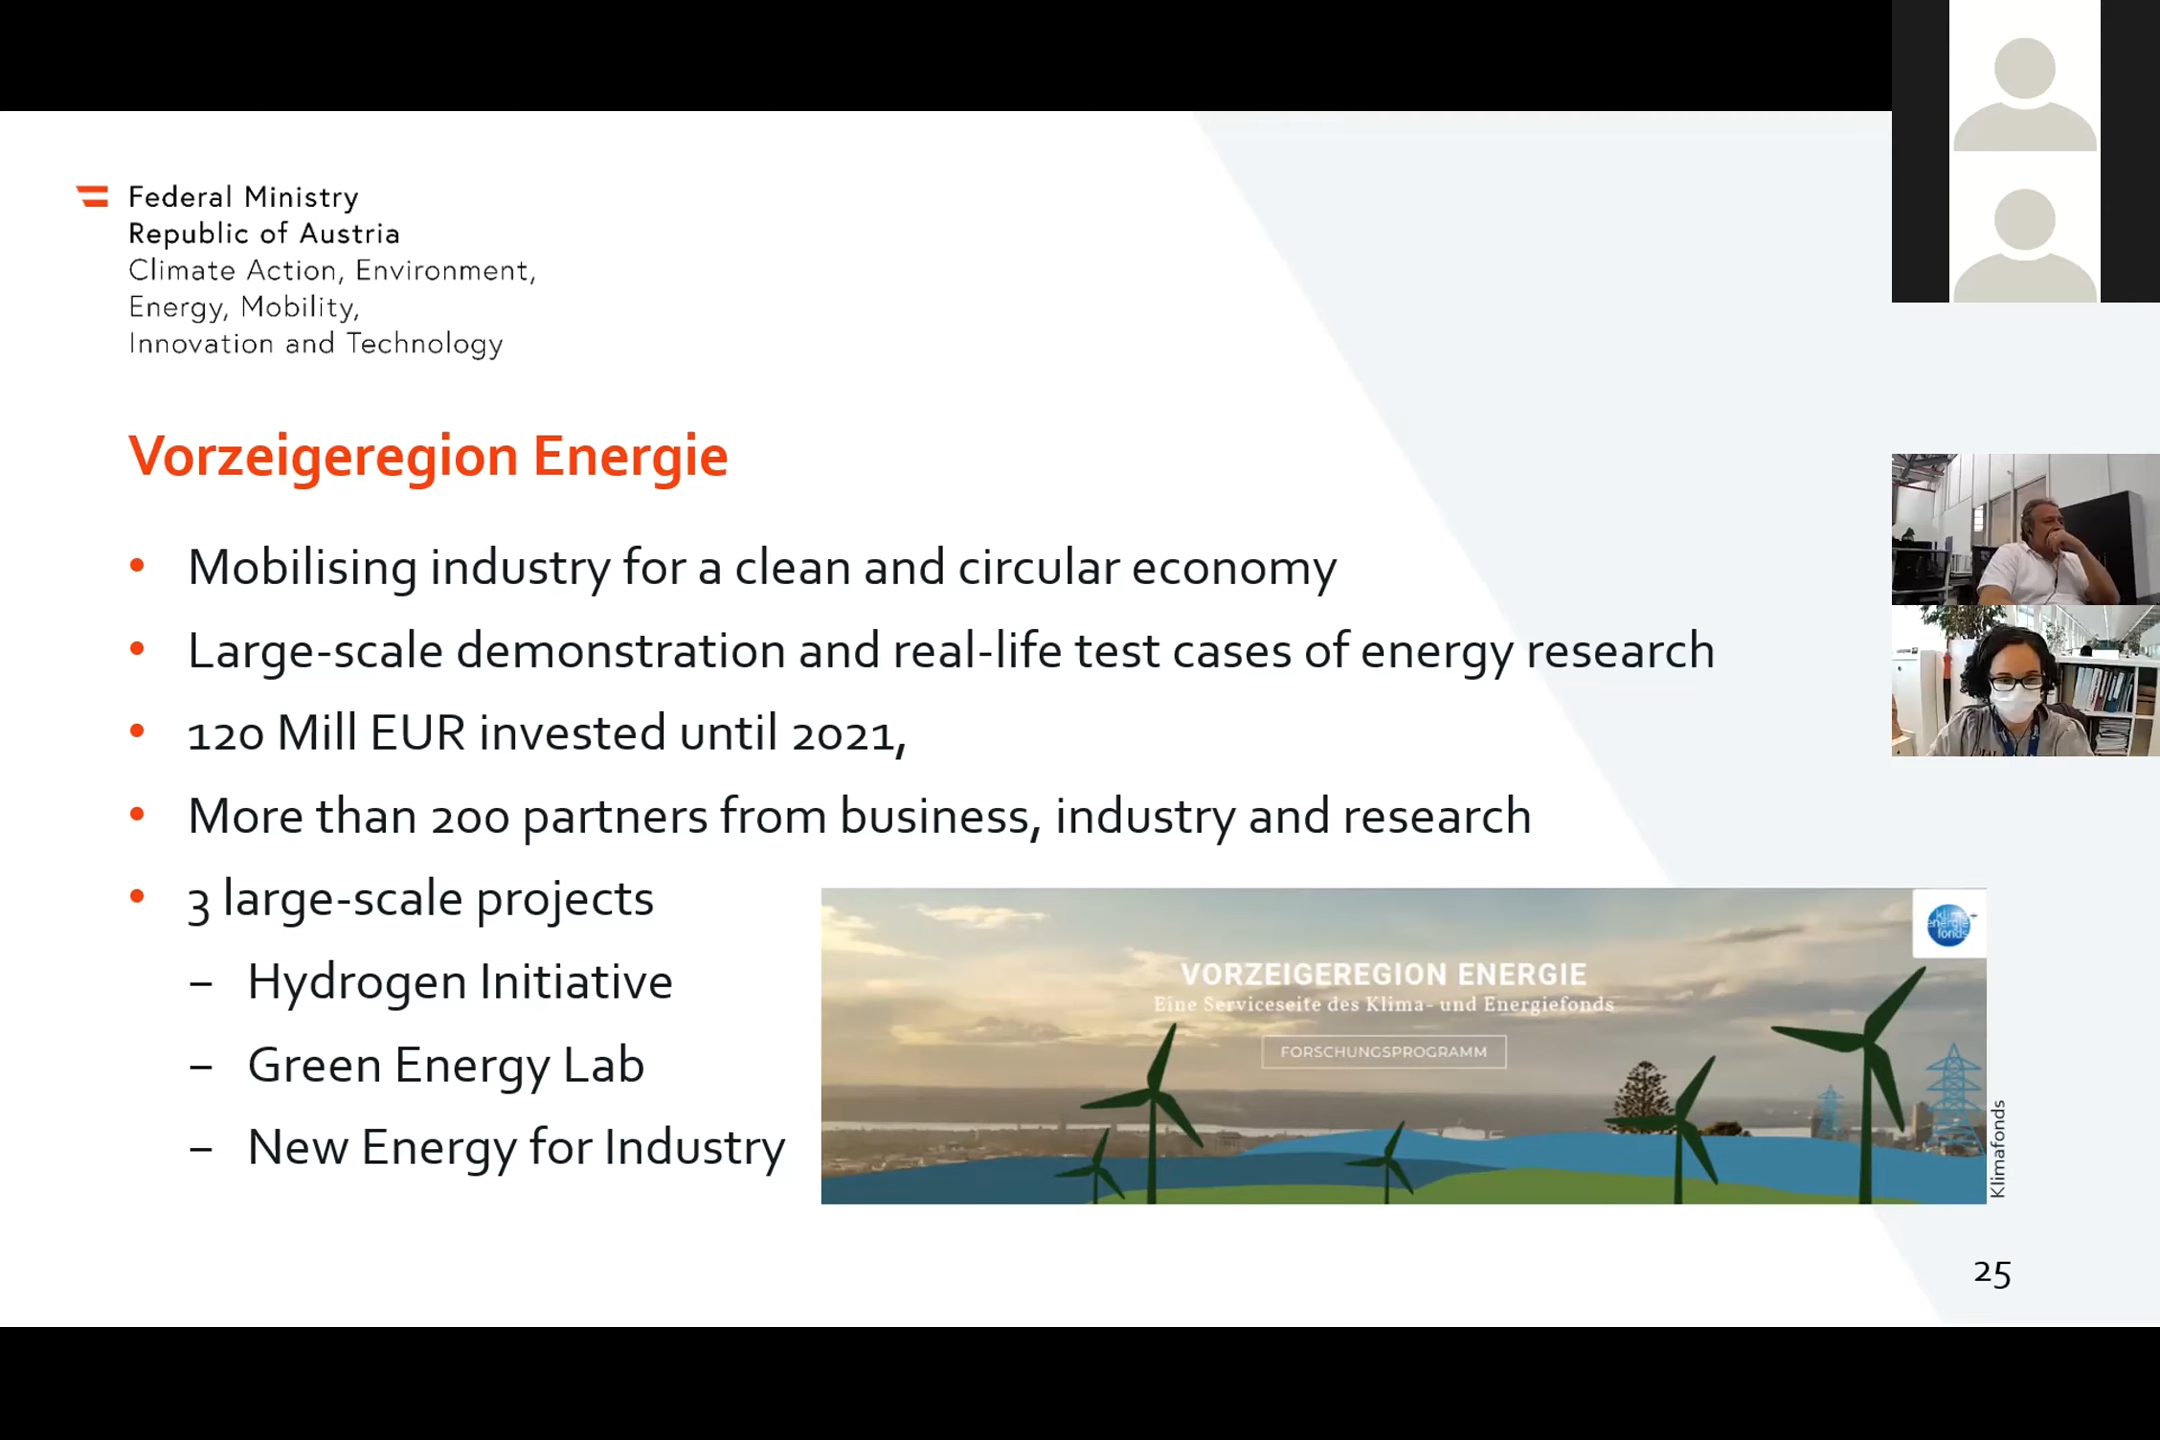 Federal Ministry
Republic of Austria
Climate Action, Environment,
Energy, Mobility,
Innovation and Technology
Vorzeigeregion Energie
• Mobilising industry for a clean and circular economy
• Large-scale demonstration and real-life test cases of energy research
• 120 Mill EUR invested until 2021,
• More than 200 partners from business, industry and research
• 3 large-scale projects
– Hydrogen Initiative
– Green Energy Lab
– New Energy for Industry
klima
energie
fonds
VORZEIGEREGION ENERGIE
Eine Serviceseite des Klima- und Energiefonds
FORSCHUNGSPROGRAMM
Klimafonds
25